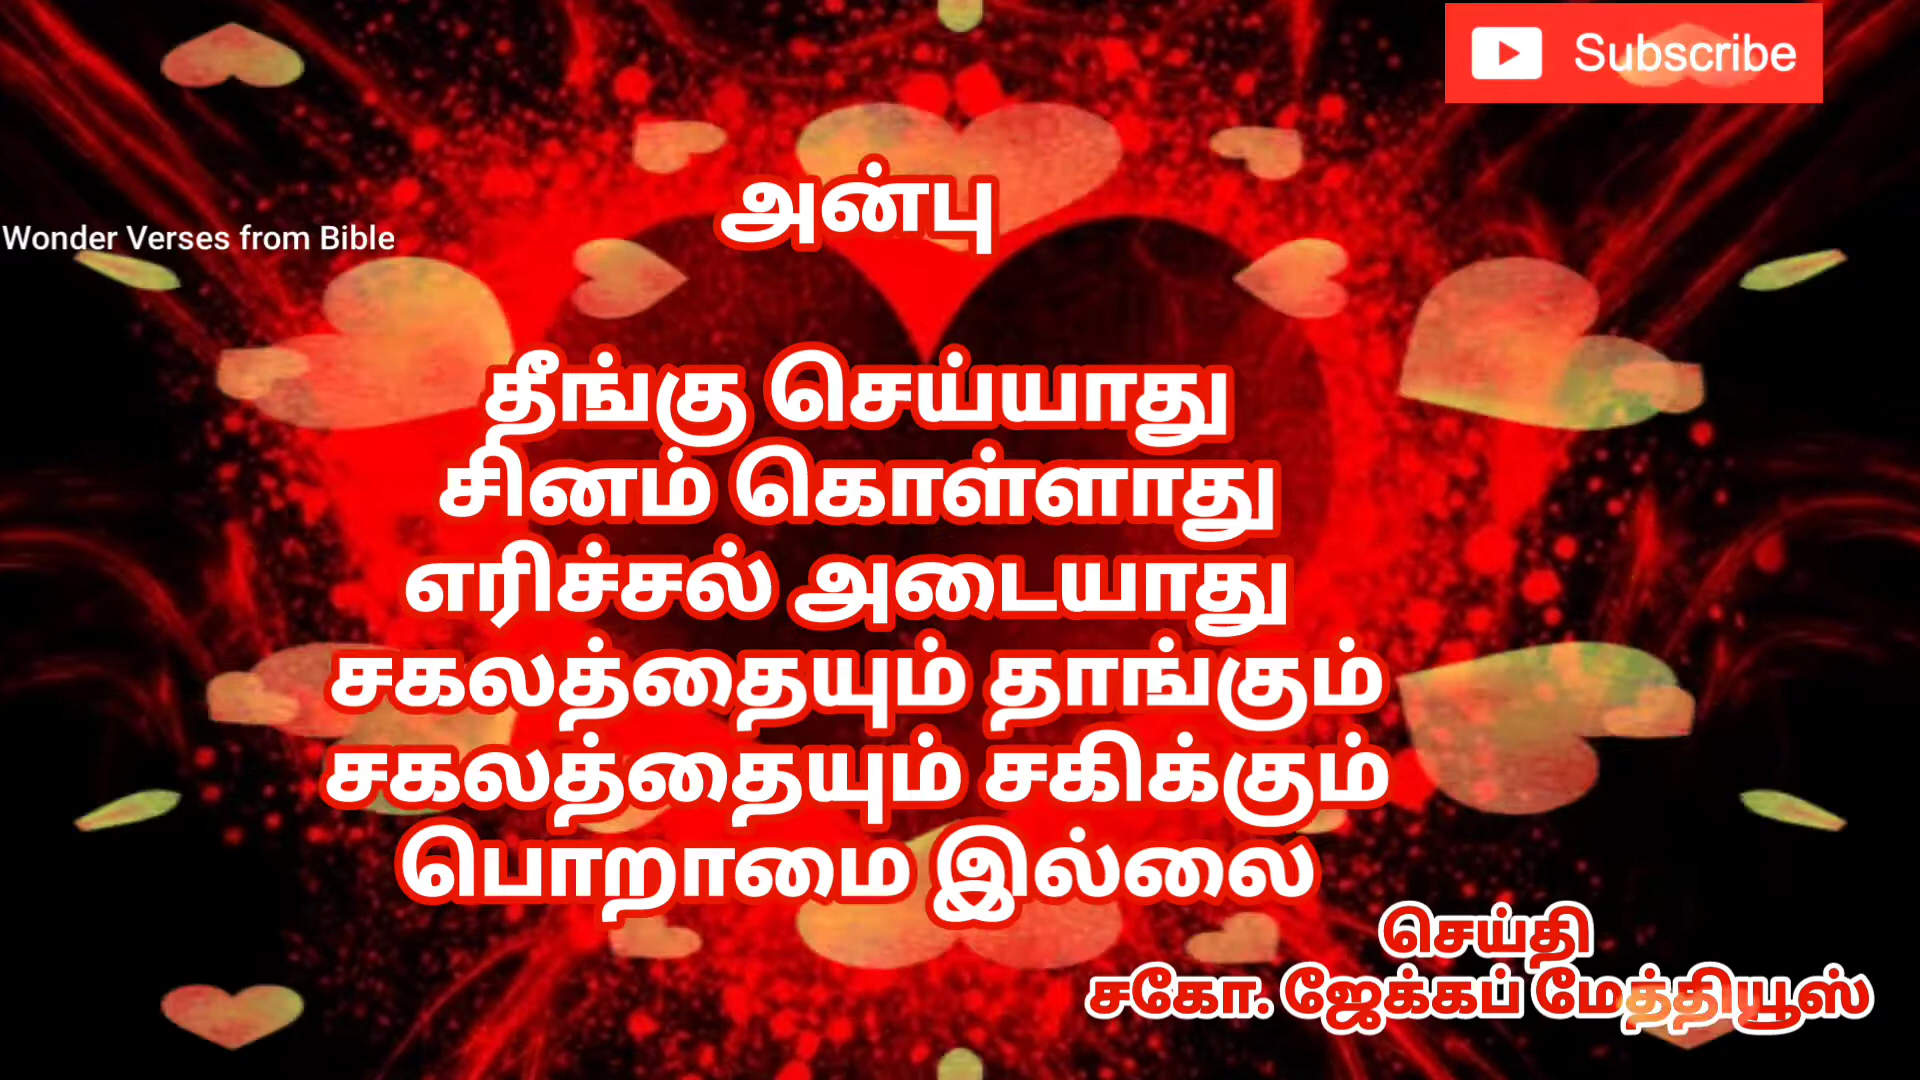 Subscribe
அன்பு
Wonder Verses from Bible
தீங்கு செய்யாது
சினம் கொள்ளாது
எரிச்சல் அடையாது
சகலத்தையும் தாங்கும்
சகலத்தையும் சகிக்கும்
பொறாமை இல்லை
செய்தி
சகோ. ஜேக்கப் மேத்தியூஸ்